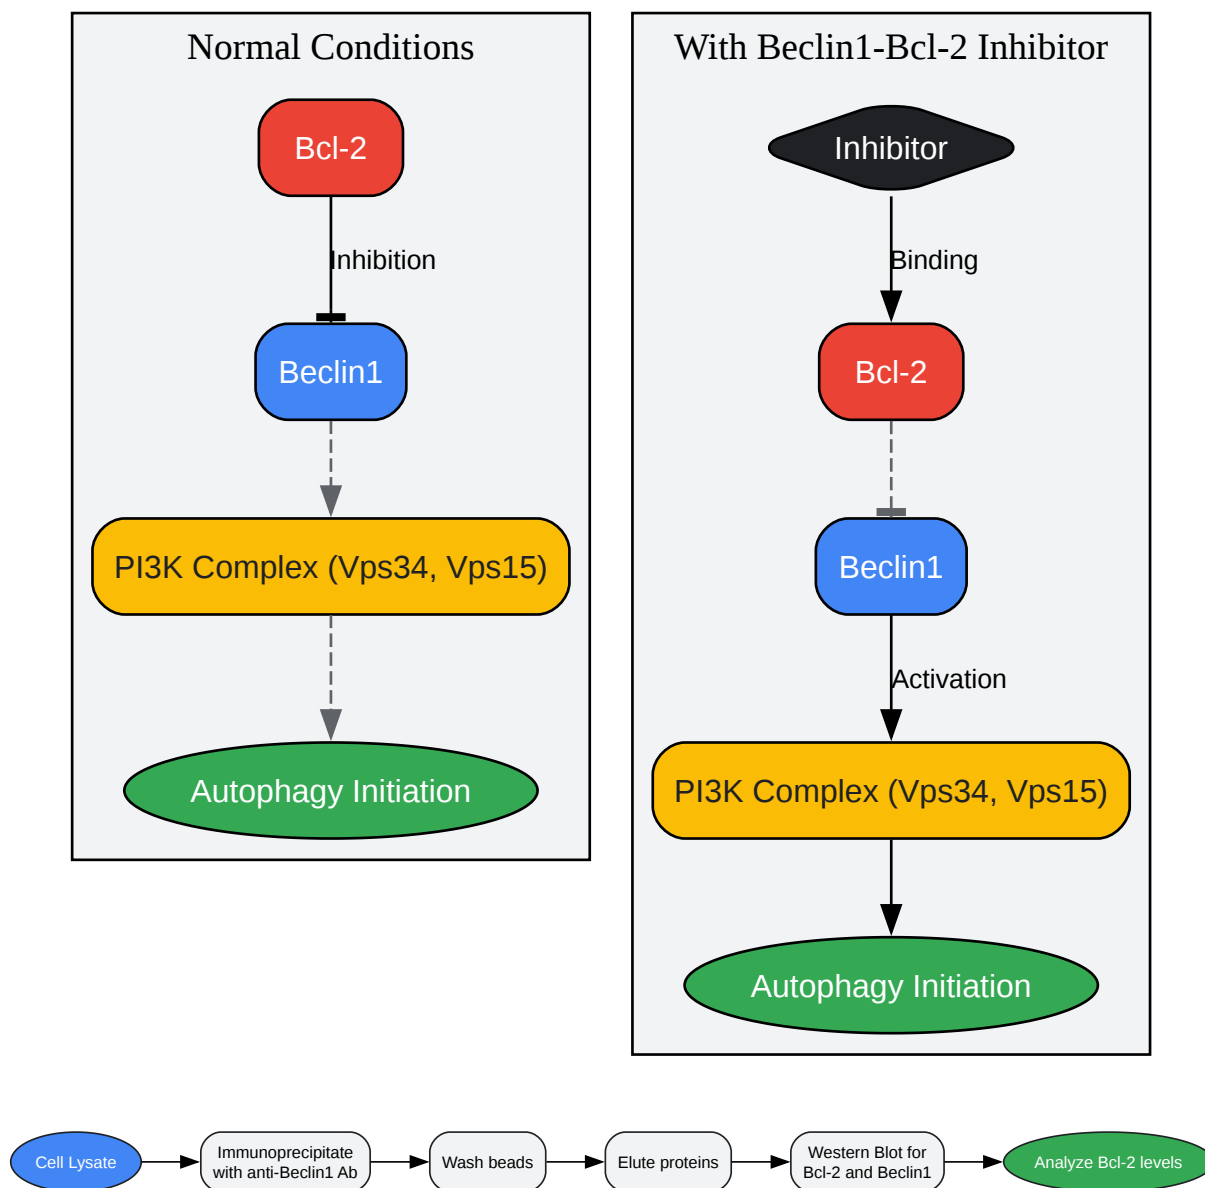 Normal Conditions
Bcl-2
Inhibition
Beclin1
PI3K Complex (Vps34, Vps15)
Autophagy Initiation
With Beclin1-Bcl-2 Inhibitor
Inhibitor
Binding
Bcl-2
Beclin1
Activation
PI3K Complex (Vps34, Vps15)
Autophagy Initiation
Cell Lysate
Immunoprecipitate
with anti-Beclin1 Ab
Wash beads
Elute proteins
Western Blot for
Bcl-2 and Beclin1
Analyze Bcl-2 levels